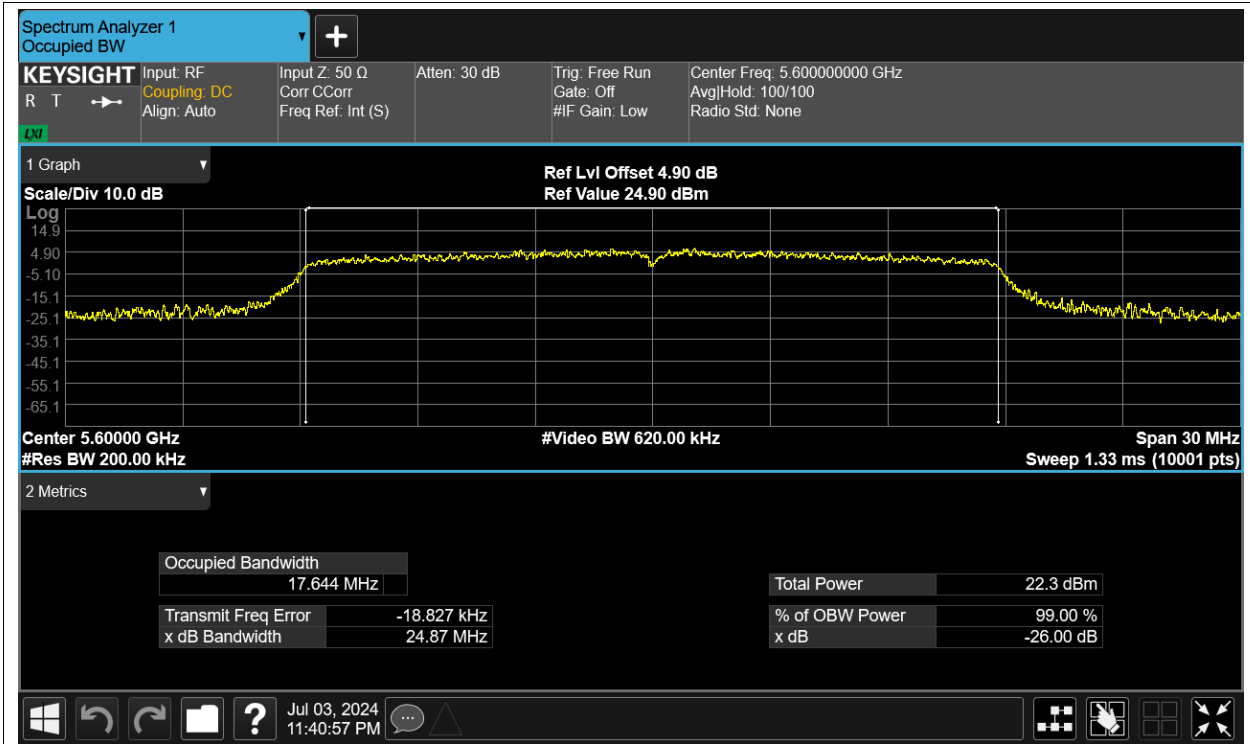 Spectrum Analyzer 1
Occupied BW
+
KEYSIGHT
R T
LXI
Input: RF
Coupling: DC
Align: Auto
Input Z: 50 Ω
Corr CCorr
Freq Ref: Int (S)
Atten: 30 dB
Trig: Free Run
Gate: Off
#IF Gain: Low
Center Freq: 5.600000000 GHz
Avg|Hold: 100/100
Radio Std: None
1 Graph
Scale/Div 10.0 dB
Ref Lvl Offset 4.90 dB
Ref Value 24.90 dBm
Log
14.9
4.90
-5.10
-15.1
-25.1
-35.1
-45.1
-55.1
-65.1
Center 5.60000 GHz
#Res BW 200.00 kHz
#Video BW 620.00 kHz
Span 30 MHz
Sweep 1.33 ms (10001 pts)
2 Metrics
Occupied Bandwidth
17.644 MHz
Transmit Freq Error -18.827 kHz
x dB Bandwidth 24.87 MHz
Total Power 22.3 dBm
% of OBW Power 99.00 %
x dB -26.00 dB
?
Jul 03, 2024
11:40:57 PM